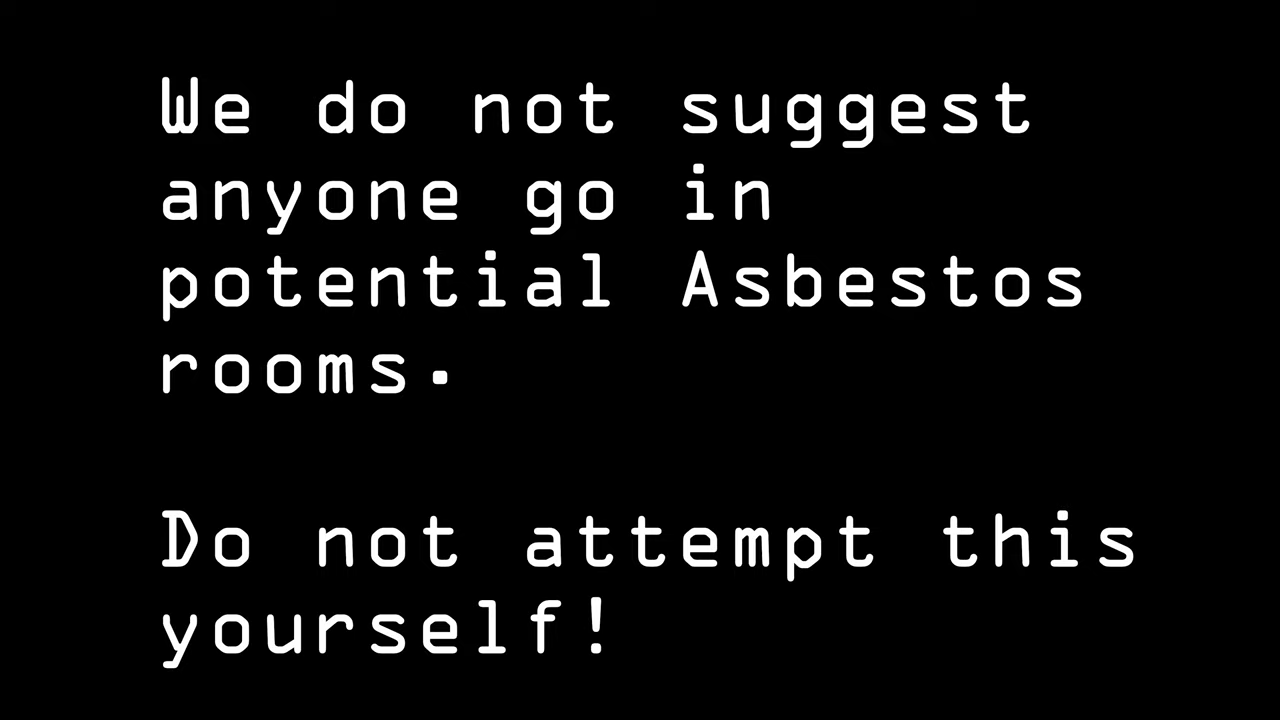 We do not suggest
anyone go in
potential Asbestos
rooms.
Do not attempt this
yourself!